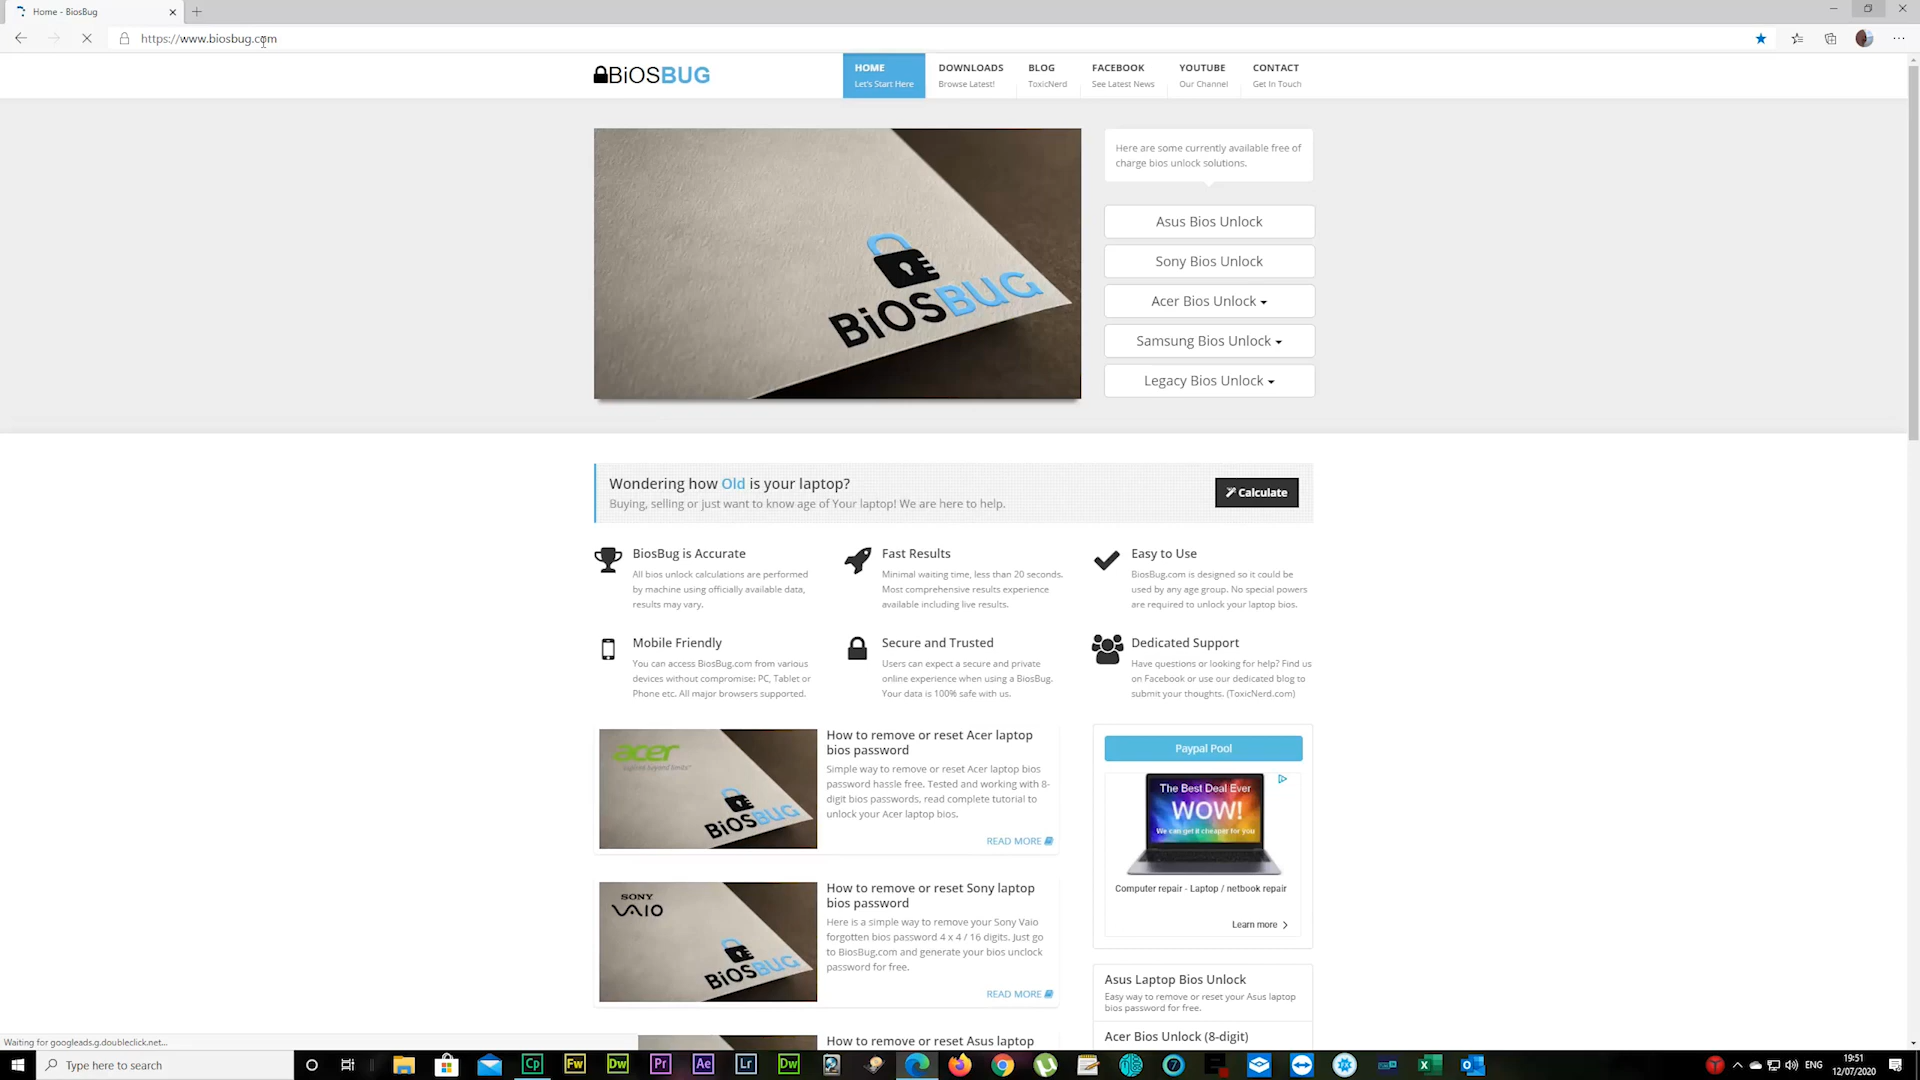 Home - BiosBug
https://www.biosbug.com
BiOSBUG
HOME
Let's Start Here
DOWNLOADS
Browse Latest!
BLOG
ToxicNerd
FACEBOOK
See Latest News
YOUTUBE
Our Channel
CONTACT
Get In Touch
BiOSBUG
Here are some currently available free of
charge bios unlock solutions.
Asus Bios Unlock
Sony Bios Unlock
Acer Bios Unlock
Samsung Bios Unlock
Legacy Bios Unlock
Wondering how Old is your laptop?
Buying, selling or just want to know age of Your laptop! We are here to help.
Calculate
BiosBug is Accurate
All bios unlock calculations are performed
by machine using officially available data,
results may vary.
Fast Results
Minimal waiting time, less than 20 seconds.
Most comprehensive results experience
available including live results.
Easy to Use
BiosBug.com is designed so it could be
used by any age group. No special powers
are required to unlock your laptop bios.
Mobile Friendly
You can access BiosBug.com from various
devices without compromise: PC, Tablet or
Phone etc. All major browsers supported.
Secure and Trusted
Users can expect a secure and private
online experience when using a BiosBug.
Your data is 100% safe with us.
Dedicated Support
Have questions or looking for help? Find us
on Facebook or use our dedicated blog to
submit your thoughts. (ToxicNerd.com)
acer
BiOSBUG
How to remove or reset Acer laptop
bios password
Simple way to remove or reset Acer laptop bios
password hassle free. Tested and working with 8-
digit bios passwords, read complete tutorial to
unlock your Acer laptop bios.
READ MORE
SONY
VAIO
BiOSBUG
How to remove or reset Sony laptop
bios password
Here is a simple way to remove your Sony Vaio
forgotten bios password 4 x 4 / 16 digits. Just go
to BiosBug.com and generate your bios unclock
password for free.
READ MORE
How to remove or reset Asus laptop
Paypal Pool
The Best Deal Ever
WOW!
We can get it cheaper for you
Computer repair - Laptop / netbook repair
Learn more
Asus Laptop Bios Unlock
Easy way to remove or reset your Asus laptop
bios password for free.
Acer Bios Unlock (8-digit)
Waiting for googleads.g.doubleclick.net...
Type here to search
Cp
Fw
Dw
Pr
Ae
Lr
Dw
ENG
19:51
12/07/2020